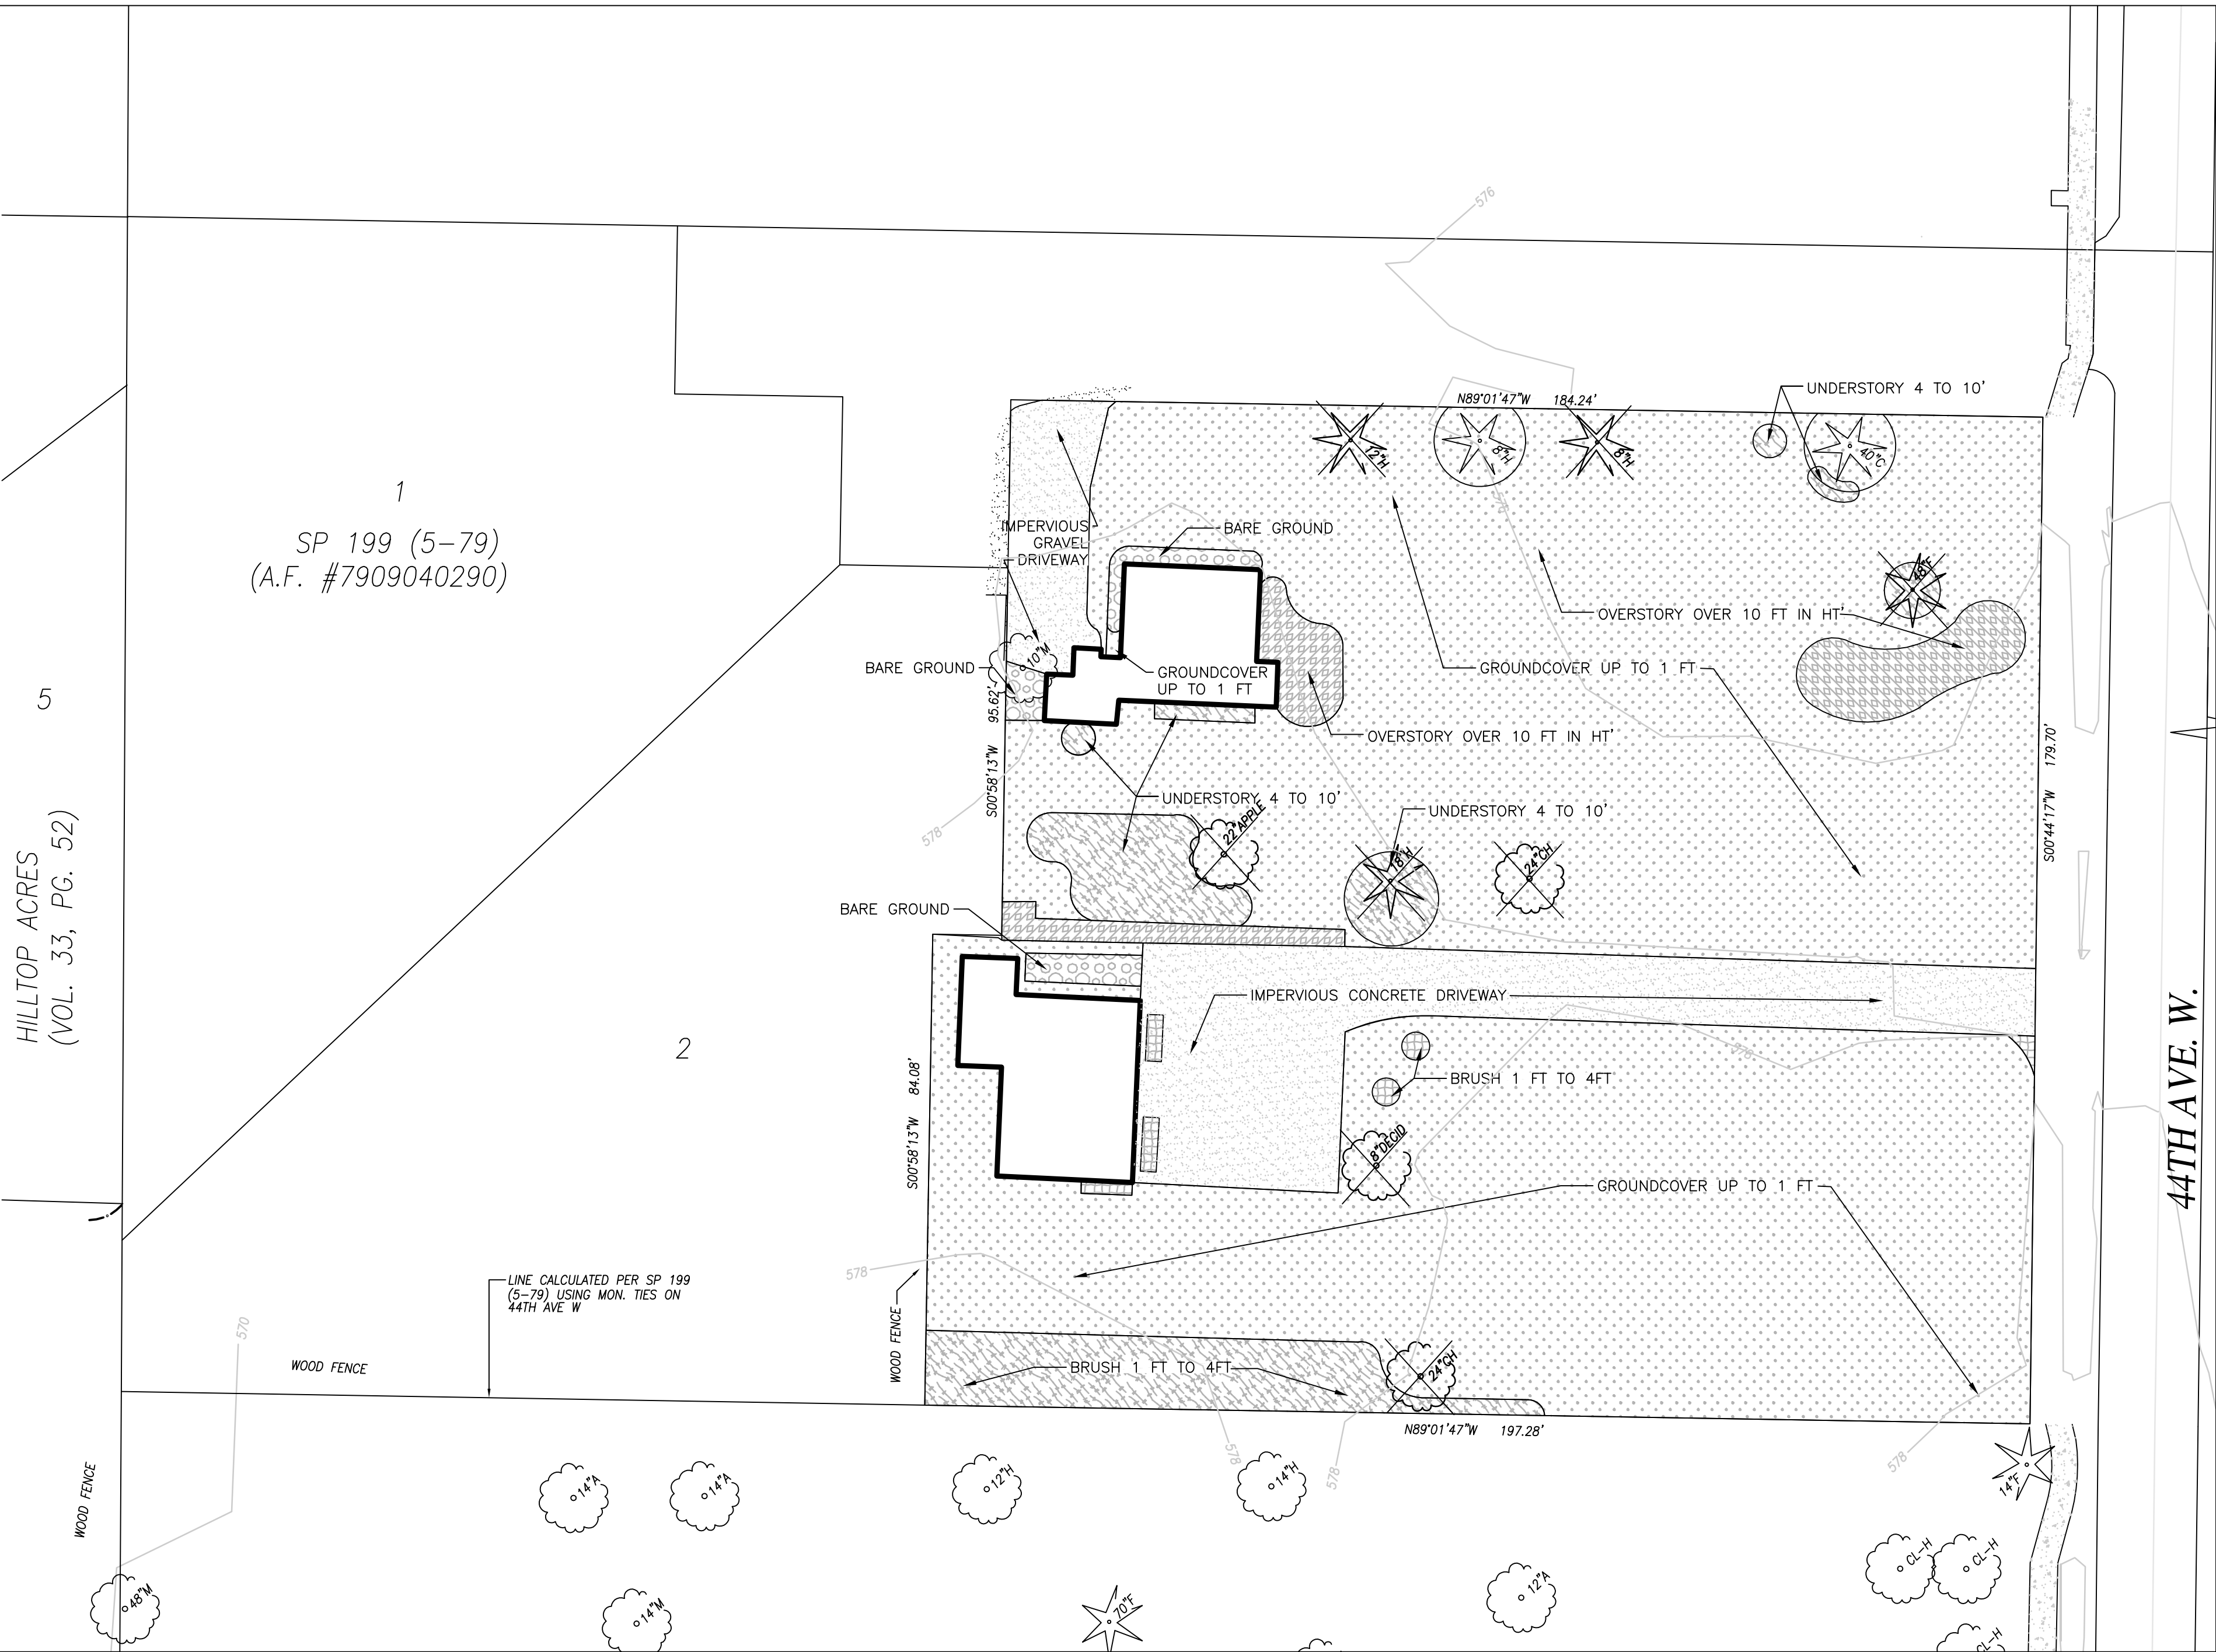 576
UNDERSTORY 4 TO 10'
N89°01'47"W 184.24'
12"H
8"H
8"H
40"C
1
SP 199 (5-79)
(A.F. #7909040290)
IMPERVIOUS
GRAVEL
DRIVEWAY
BARE GROUND
576
48"F
OVERSTORY OVER 10 FT IN HT'
BARE GROUND
10"M
GROUNDCOVER
UP TO 1 FT
GROUNDCOVER UP TO 1 FT
5
HILLTOP ACRES
(VOL. 33, PG. 52)
S00°58'13"W 95.62'
OVERSTORY OVER 10 FT IN HT'
S00°44'17"W 179.70'
578
UNDERSTORY 4 TO 10'
UNDERSTORY 4 TO 10'
22"APPLE
18"H
24"CH
BARE GROUND
IMPERVIOUS CONCRETE DRIVEWAY
2
578
44TH AVE. W.
S00°58'13"W 84.08'
BRUSH 1 FT TO 4FT
8"DECID
GROUNDCOVER UP TO 1 FT
578
LINE CALCULATED PER SP 199
(5-79) USING MON. TIES ON
44TH AVE W
570
WOOD FENCE
WOOD FENCE
BRUSH 1 FT TO 4FT
24"CH
N89°01'47"W 197.28'
578
578
578
WOOD FENCE
14"A
14"A
12"H
14"H
14"F
48"M
14"M
70"F
12"A
CL-H
CL-H
CL-H